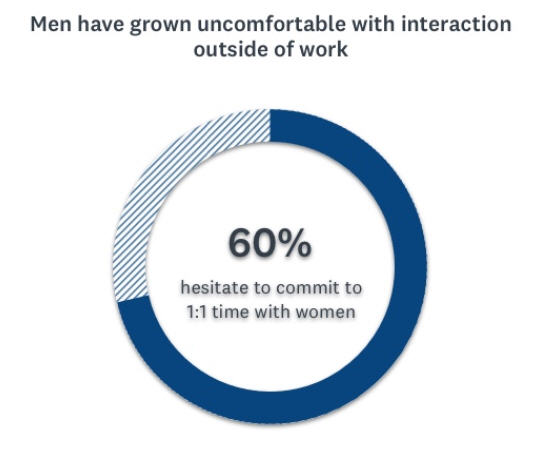 Men have grown uncomfortable with interaction
outside of work
60%
hesitate to commit to
1:1 time with women